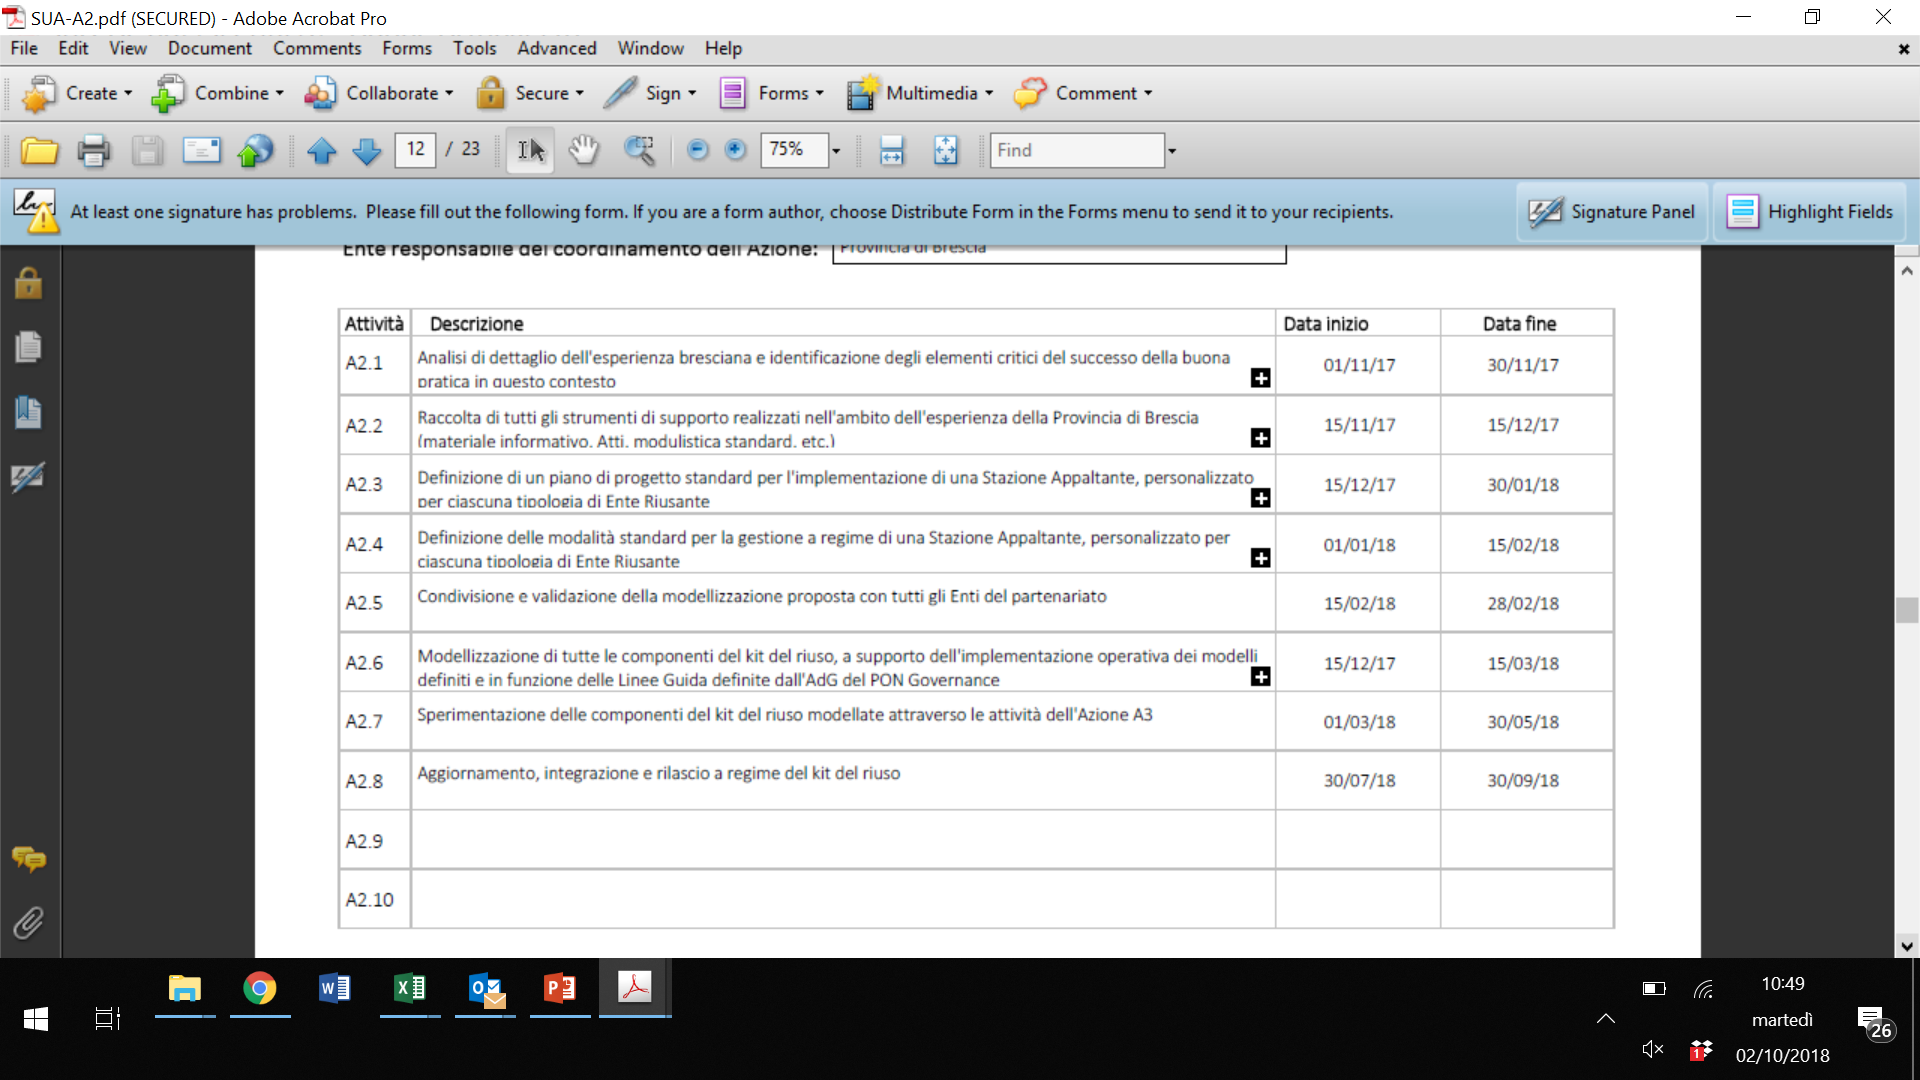 SUA-A2.pdf (SECURED) - Adobe Acrobat Pro
File Edit View Document Comments Forms Tools Advanced Window Help
Create Combine Collaborate Secure Sign Forms Multimedia Comment
12 / 23 75% Find
At least one signature has problems. Please fill out the following form. If you are a form author, choose Distribute Form in the Forms menu to send it to your recipients. Signature Panel Highlight Fields
Ente responsabile del coordinamento dell'Azione: Provincia di Brescia
Attività Descrizione Data inizio Data fine
A2.1 Analisi di dettaglio dell'esperienza bresciana e identificazione degli elementi critici del successo della buona
pratica in questo contesto 01/11/17 30/11/17
A2.2 Raccolta di tutti gli strumenti di supporto realizzati nell'ambito dell'esperienza della Provincia di Brescia
(materiale informativo, Atti, modulistica standard, etc.) 15/11/17 15/12/17
A2.3 Definizione di un piano di progetto standard per l'implementazione di una Stazione Appaltante, personalizzato
per ciascuna tipologia di Ente Riusante 15/12/17 30/01/18
A2.4 Definizione delle modalità standard per la gestione a regime di una Stazione Appaltante, personalizzato per
ciascuna tipologia di Ente Riusante 01/01/18 15/02/18
A2.5 Condivisione e validazione della modellizzazione proposta con tutti gli Enti del partenariato 15/02/18 28/02/18
A2.6 Modellizzazione di tutte le componenti del kit del riuso, a supporto dell'implementazione operativa dei modelli
definiti e in funzione delle Linee Guida definite dall'AdG del PON Governance 15/12/17 15/03/18
A2.7 Sperimentazione delle componenti del kit del riuso modellate attraverso le attività dell'Azione A3 01/03/18 30/05/18
A2.8 Aggiornamento, integrazione e rilascio a regime del kit del riuso 30/07/18 30/09/18
A2.9
A2.10
10:49
martedì
02/10/2018
26
1